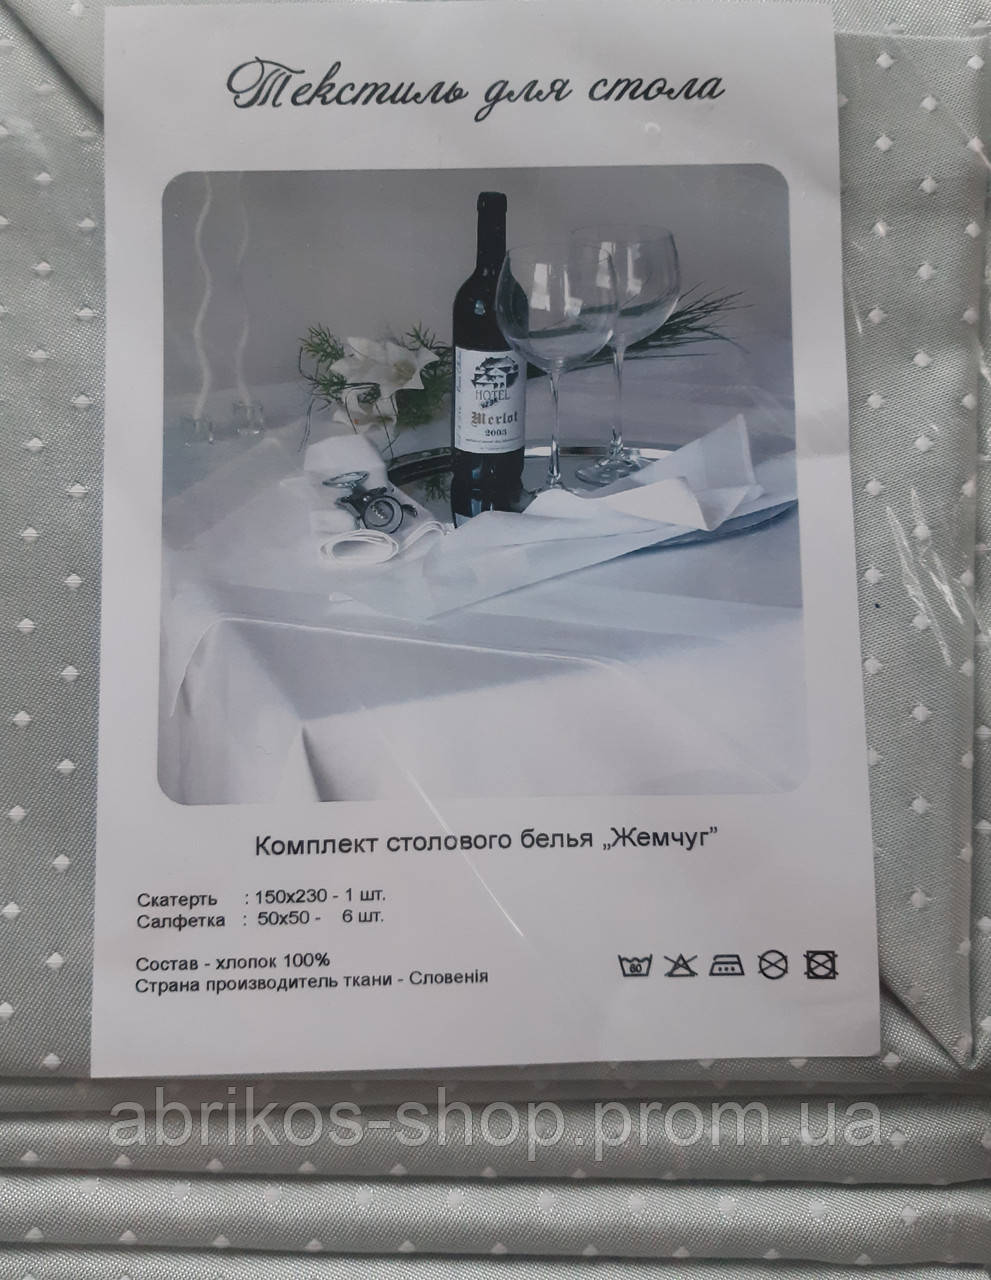 Текстиль для стола
HOTEL
Merlot
2003
Комплект столового белья „Жемчуг”
Скатерть : 150х230 - 1 шт.
Салфетка : 50х50 - 6 шт.
Состав - хлопок 100%
Страна производитель ткани - Словенія
80
abrikos-shop.prom.ua